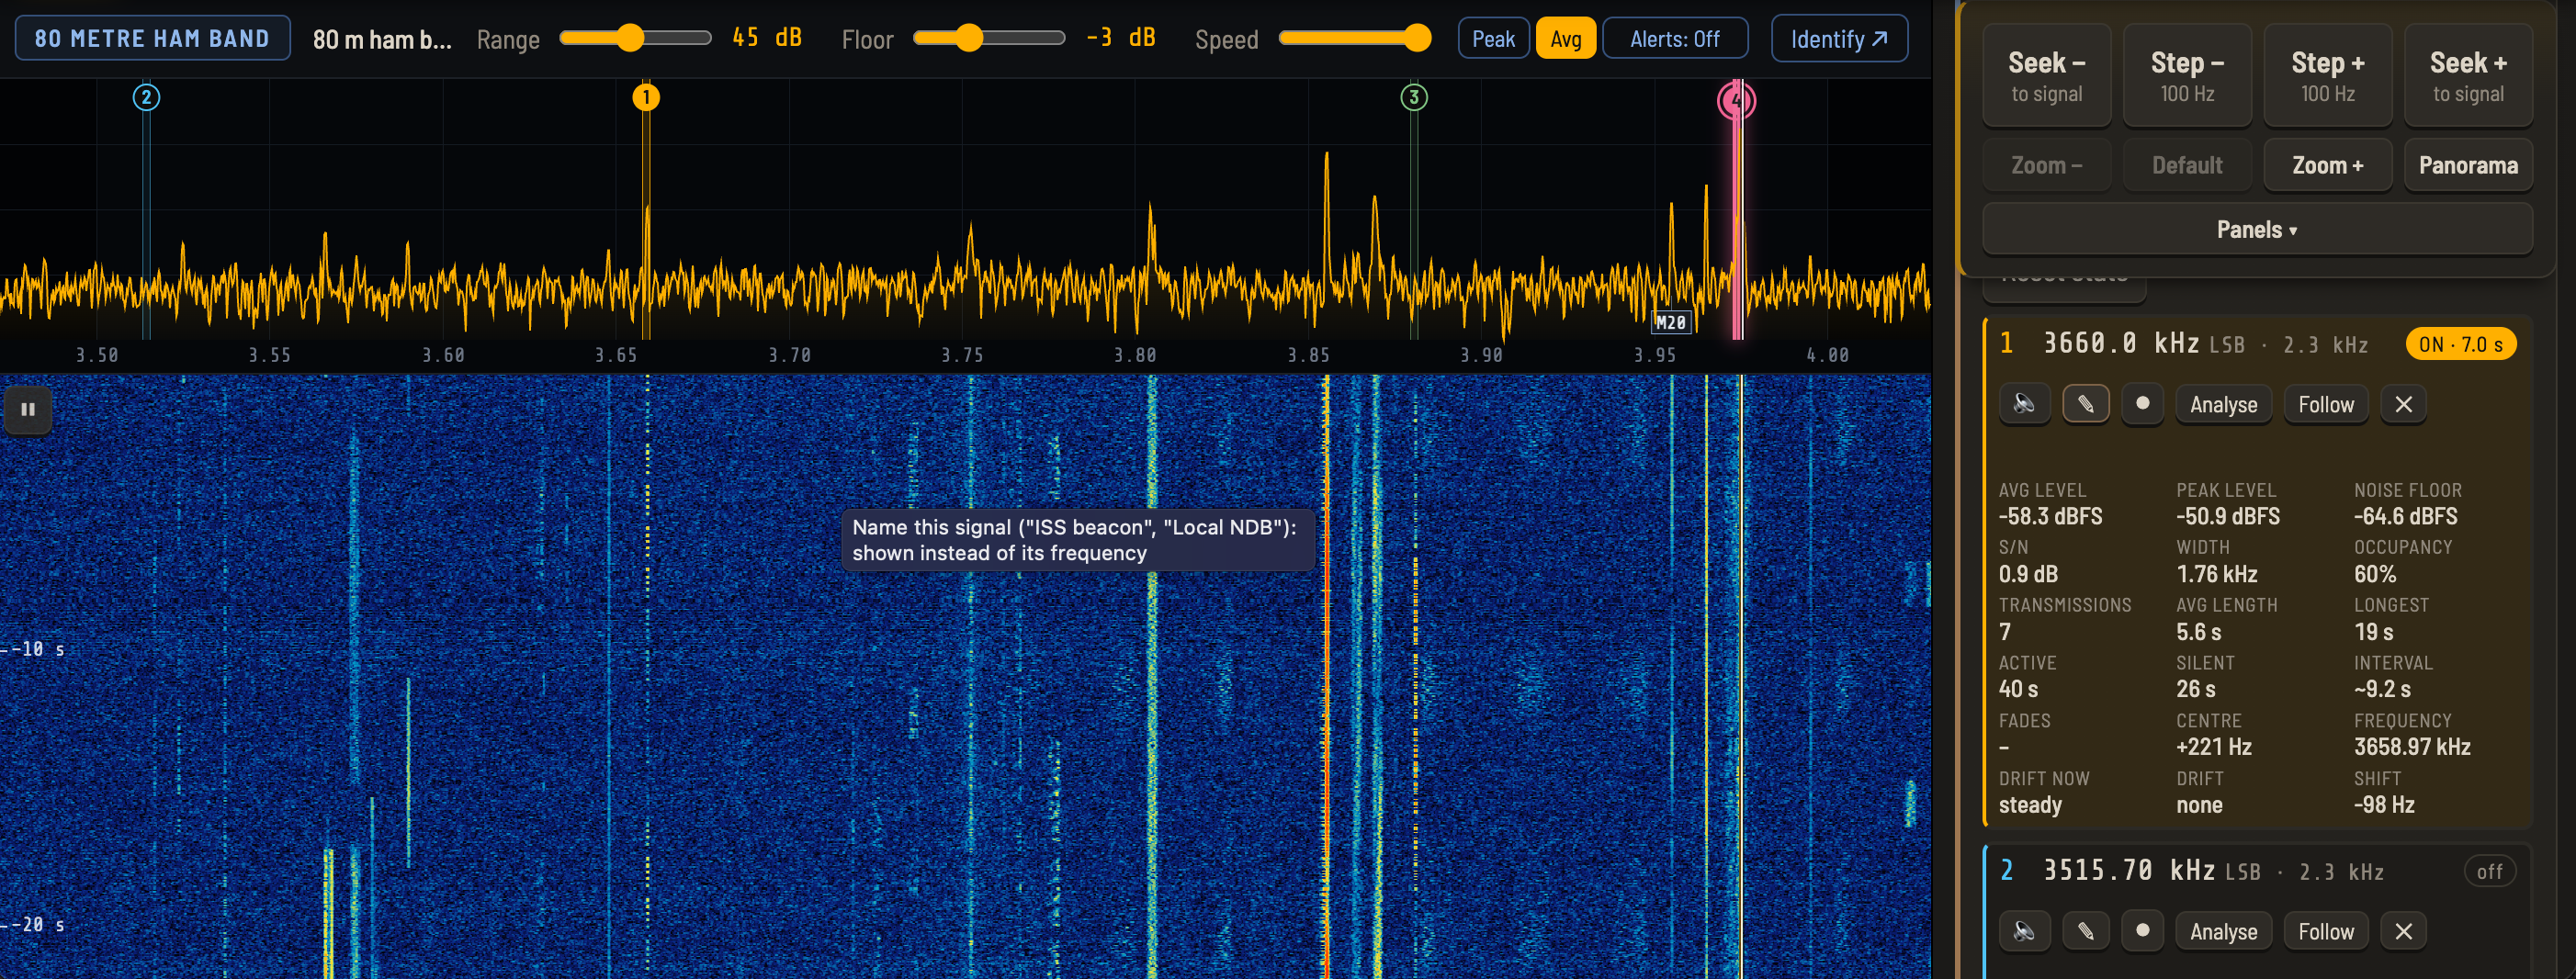 80 METRE HAM BAND
80 m ham b...
Range
45 dB
Floor
-3 dB
Speed
Peak
Avg
Alerts: Off
Identify ↗
2
1
3
4
M20
3.50
3.55
3.60
3.65
3.70
3.75
3.80
3.85
3.90
3.95
4.00
Name this signal ("ISS beacon", "Local NDB"):
shown instead of its frequency
-10 s
-20 s
Seek –
to signal
Step –
100 Hz
Step +
100 Hz
Seek +
to signal
Zoom –
Default
Zoom +
Panorama
Panels ▾
1 3660.0 kHz LSB · 2.3 kHz
ON · 7.0 s
Analyse
Follow
✕
AVG LEVEL
-58.3 dBFS
PEAK LEVEL
-50.9 dBFS
NOISE FLOOR
-64.6 dBFS
S/N
0.9 dB
WIDTH
1.76 kHz
OCCUPANCY
60%
TRANSMISSIONS
7
AVG LENGTH
5.6 s
LONGEST
19 s
ACTIVE
40 s
SILENT
26 s
INTERVAL
~9.2 s
FADES
–
CENTRE
+221 Hz
FREQUENCY
3658.97 kHz
DRIFT NOW
steady
DRIFT
none
SHIFT
-98 Hz
2 3515.70 kHz LSB · 2.3 kHz
off
Analyse
Follow
✕